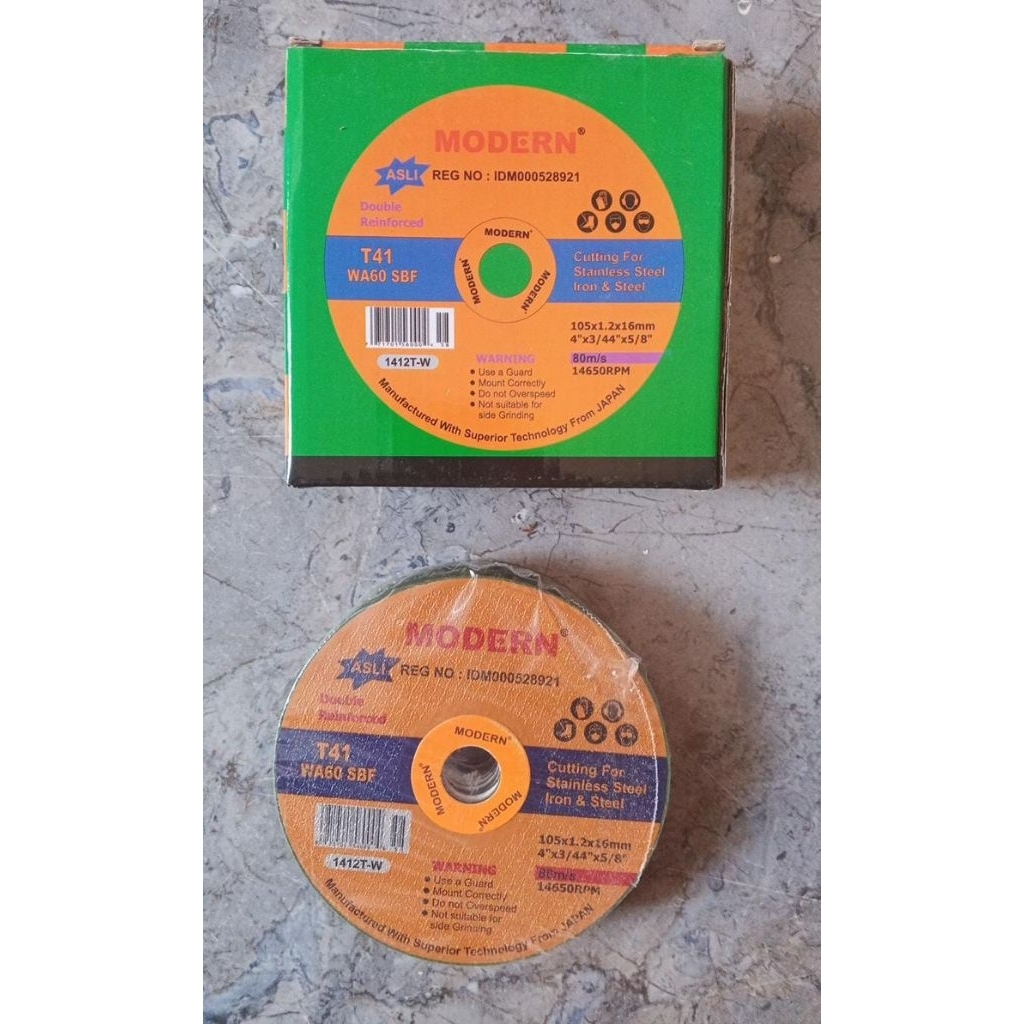 MODERN®
ASLI REG NO : IDM000528921
Double
Reinforced
MODERN®
MODERN®
MODERN®
T41
WA60 SBF
Cutting For
Stainless Steel
Iron & Steel
105x1.2x16mm
4"x3/44"x5/8"
80m/s
14650RPM
1412T-W
WARNING
• Use a Guard
• Mount Correctly
• Do not Overspeed
• Not suitable for
side Grinding
Manufactured With Superior Technology From JAPAN
MODERN®
ASLI REG NO : IDM000528921
Double
Reinforced
MODERN®
MODERN®
MODERN®
T41
WA60 SBF
Cutting For
Stainless Steel
Iron & Steel
105x1.2x16mm
4"x3/44"x5/8"
80m/s
14650RPM
1412T-W
WARNING
• Use a Guard
• Mount Correctly
• Do not Overspeed
• Not suitable for
side Grinding
Manufactured With Superior Technology From JAPAN